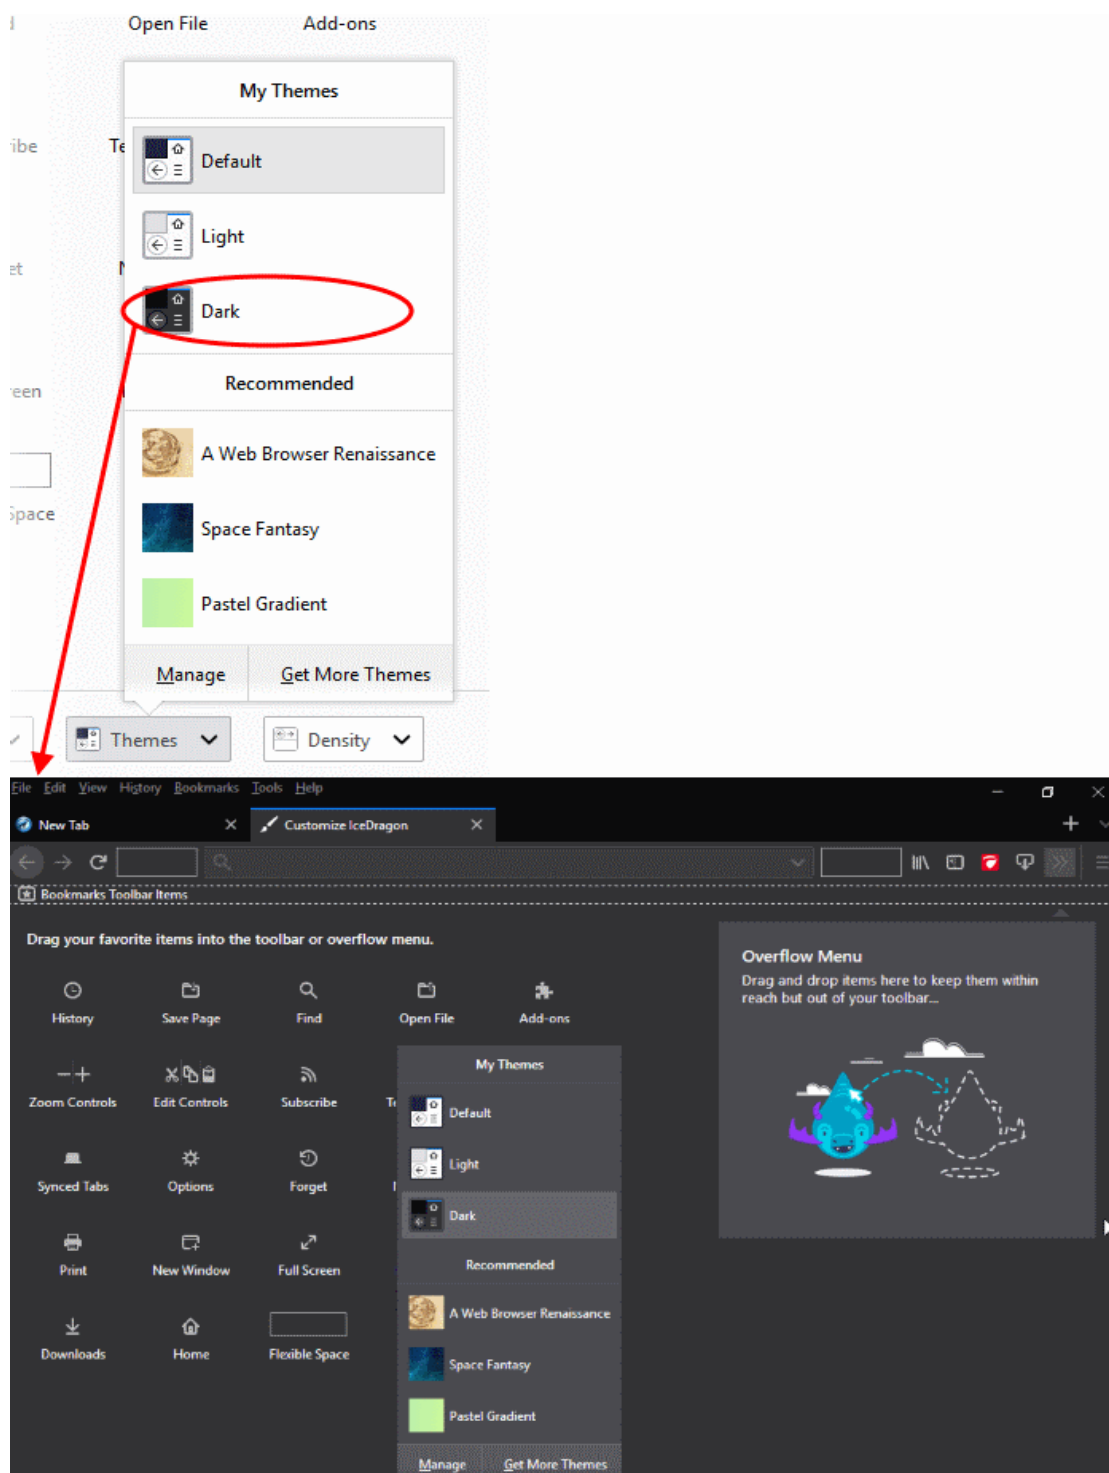 Open File Add-ons
My Themes
ibe Te
Default
Light
et
Dark
reen
Recommended
A Web Browser Renaissance
Space
Space Fantasy
Pastel Gradient
Manage Get More Themes
Themes Density
File Edit View History Bookmarks Tools Help
New Tab Customize IceDragon
Bookmarks Toolbar Items
Drag your favorite items into the toolbar or overflow menu.
History Save Page Find Open File Add-ons
Zoom Controls Edit Controls Subscribe Te
Synced Tabs Options Forget
Print New Window Full Screen
Downloads Home Flexible Space
My Themes
Default
Light
Dark
Recommended
A Web Browser Renaissance
Space Fantasy
Pastel Gradient
Manage Get More Themes
Overflow Menu
Drag and drop items here to keep them within
reach but out of your toolbar...